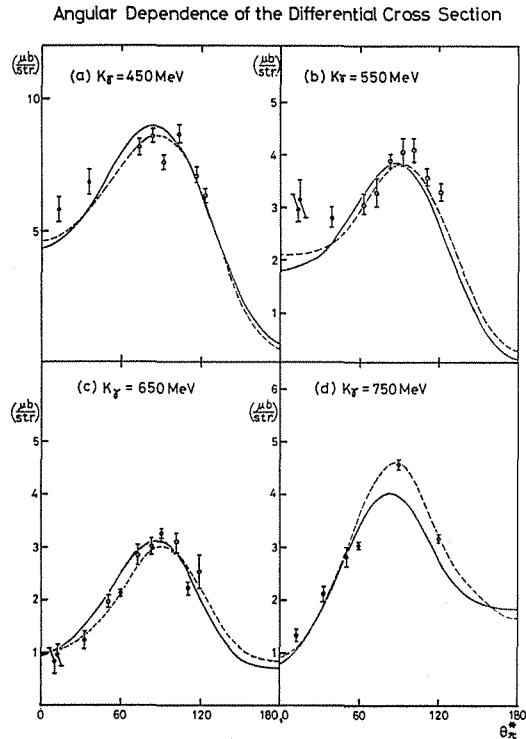 Angular Dependence of the Differential Cross Section
(μb/str)
(a) Kγ = 450 MeV
10
5
(μb/str)
(b) Kγ = 550 MeV
5
4
3
2
1
(μb/str)
(c) Kγ = 650 MeV
5
4
3
2
1
0 60 120 180
(μb/str)
(d) Kγ = 750 MeV
6
5
4
3
2
1
0 60 120 180
θπ*